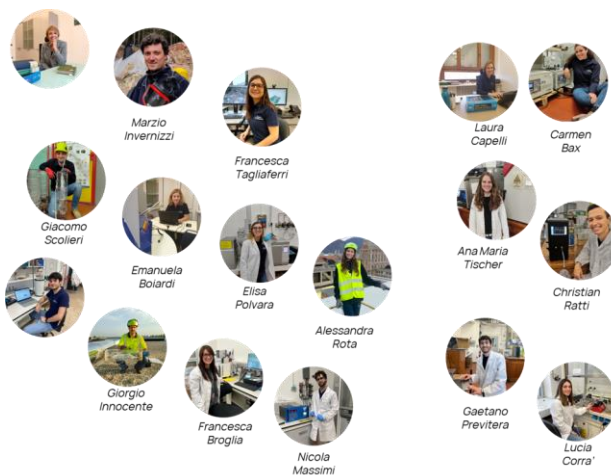 Marzio
Invernizzi
Francesca
Tagliaferri
Laura
Capelli
Carmen
Bax
Giacomo
Scolieri
Emanuela
Boiardi
Elisa
Polvara
Alessandra
Rota
Ana Maria
Tischer
Christian
Ratti
Giorgio
Innocente
Francesca
Broglia
Nicola
Massimi
Gaetano
Previtera
Lucia
Corra'